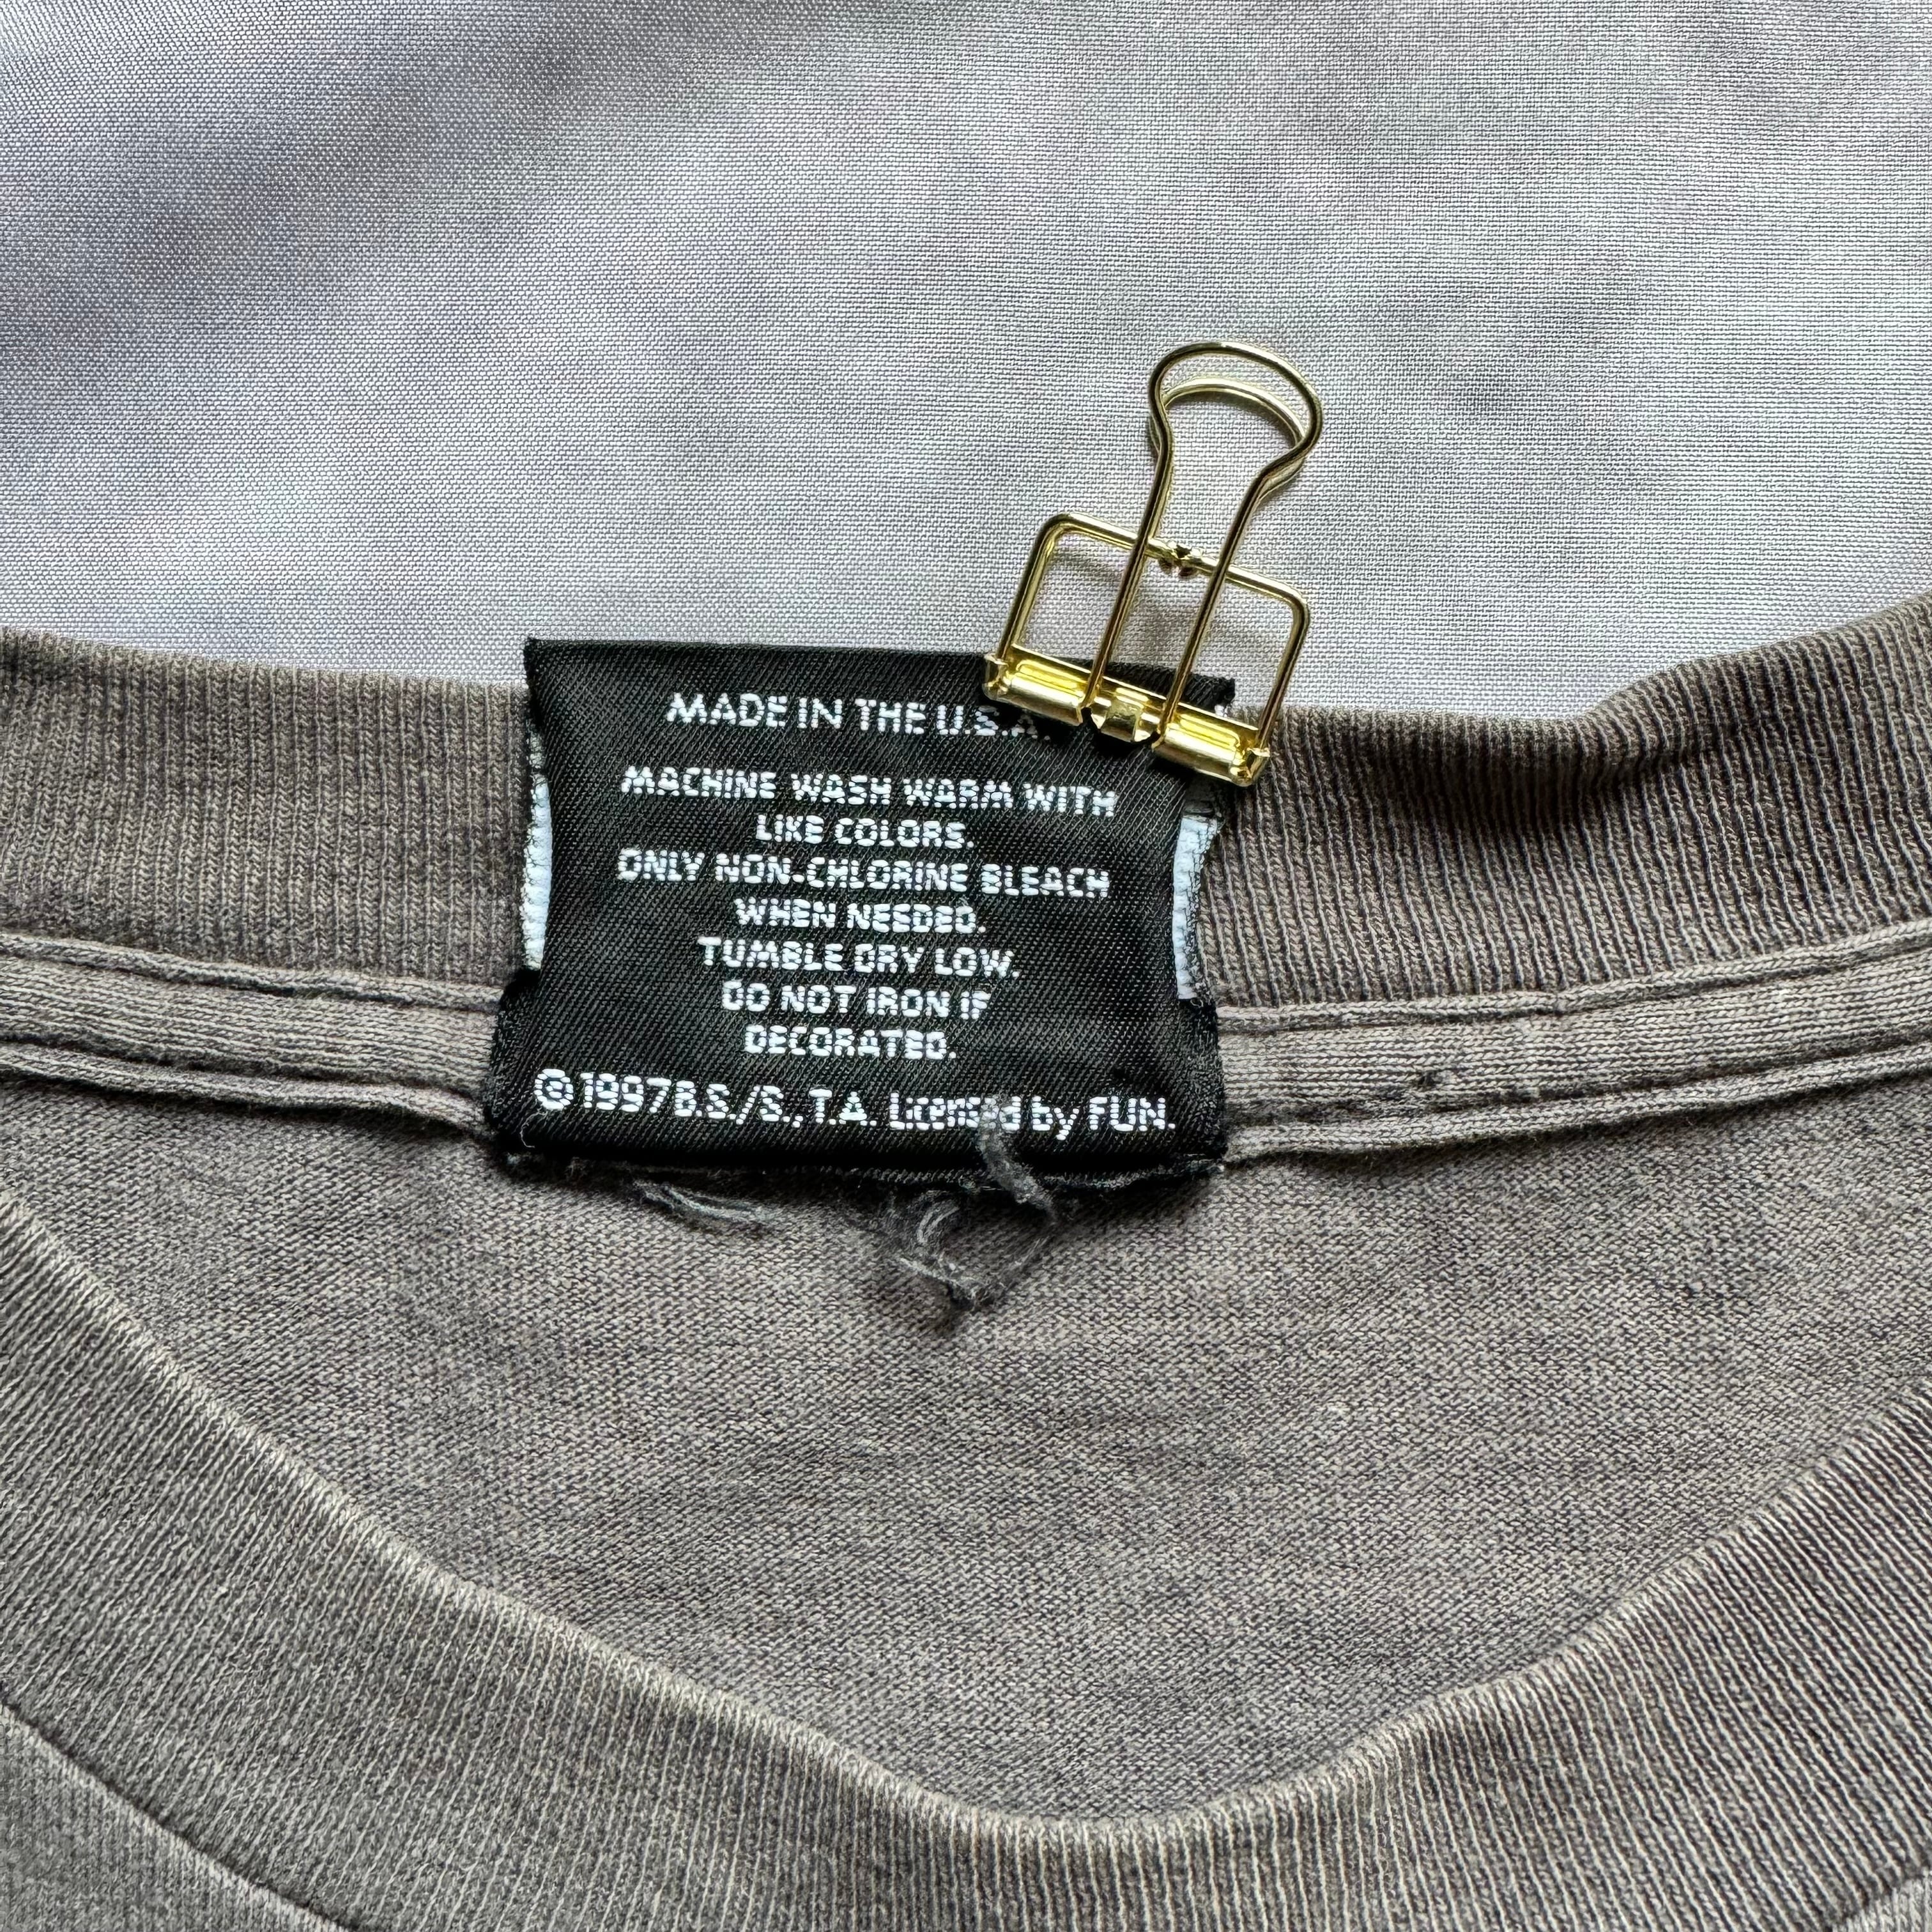 MADE IN THE U.S.A.
MACHINE WASH WARM WITH
LIKE COLORS.
ONLY NON-CHLORINE BLEACH
WHEN NEEDED.
TUMBLE DRY LOW.
DO NOT IRON IF
DECORATED.
©1997 B.S./S., T.A. Licensed by FUN.